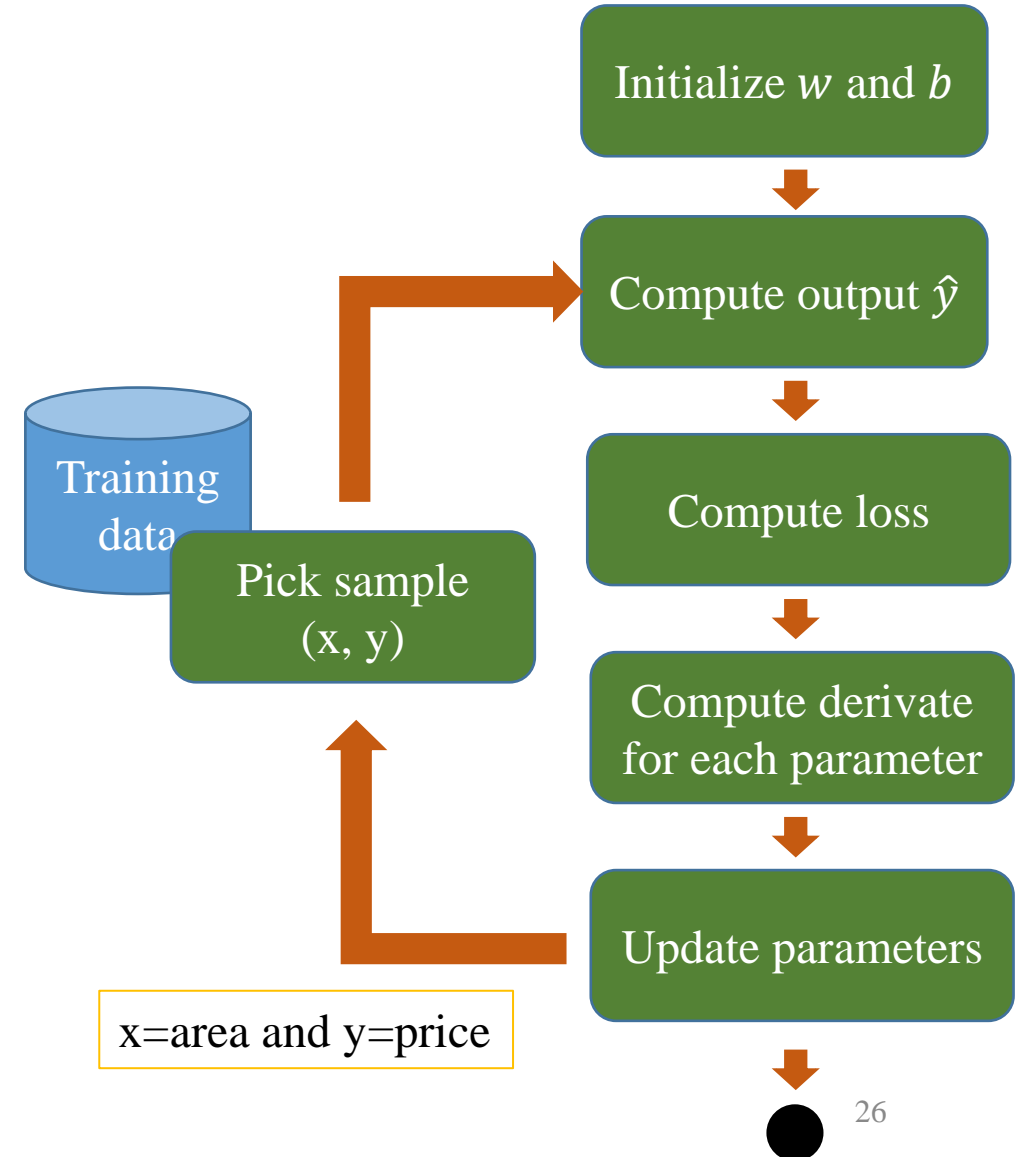 Initialize w and b
Compute output ŷ
Training
data
Compute loss
Pick sample
(x, y)
Compute derivate
for each parameter
Update parameters
x=area and y=price
26